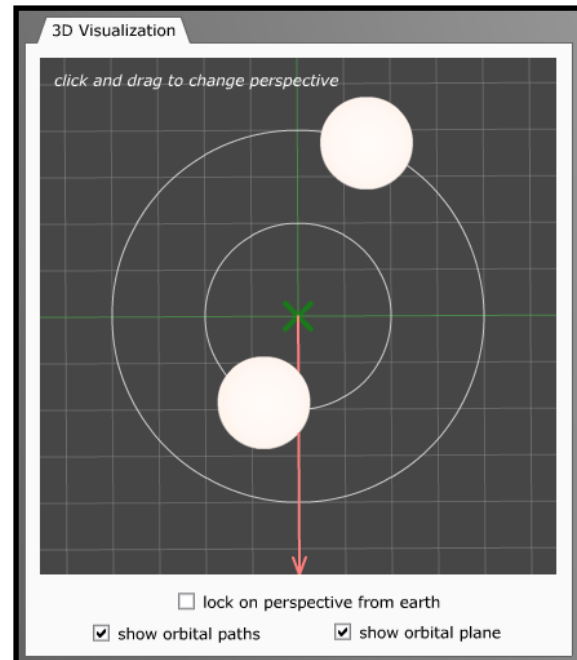 3D Visualization
click and drag to change perspective
lock on perspective from earth
show orbital paths show orbital plane